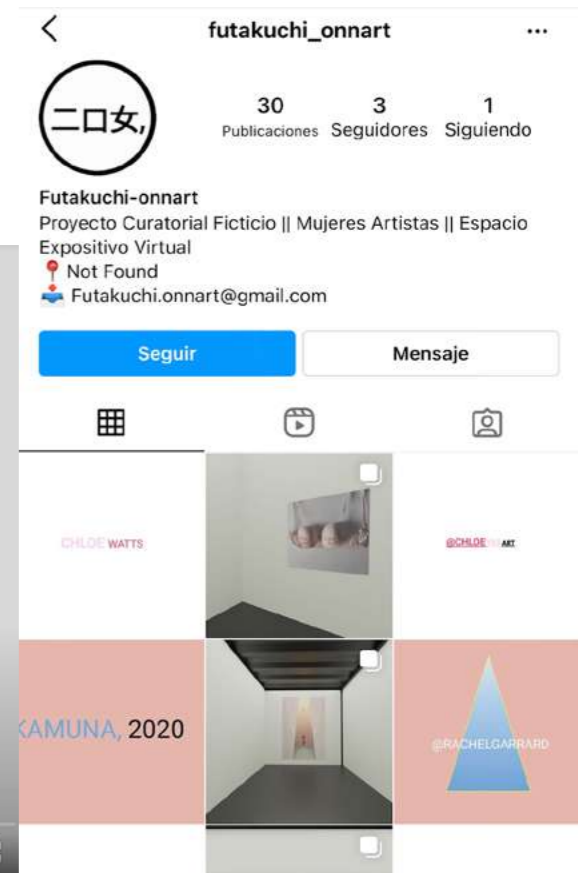 futakuchi_onnart
二口女,
30 3 1
Publicaciones Seguidores Siguiendo
Futakuchi-onnart
Proyecto Curatorial Ficticio || Mujeres Artistas || Espacio
Expositivo Virtual
📍 Not Found
📥 Futakuchi.onnart@gmail.com
Seguir Mensaje
CHLOE WATTS
@CHLOE ART
KAMUNA, 2020
@RACHELGARRARD